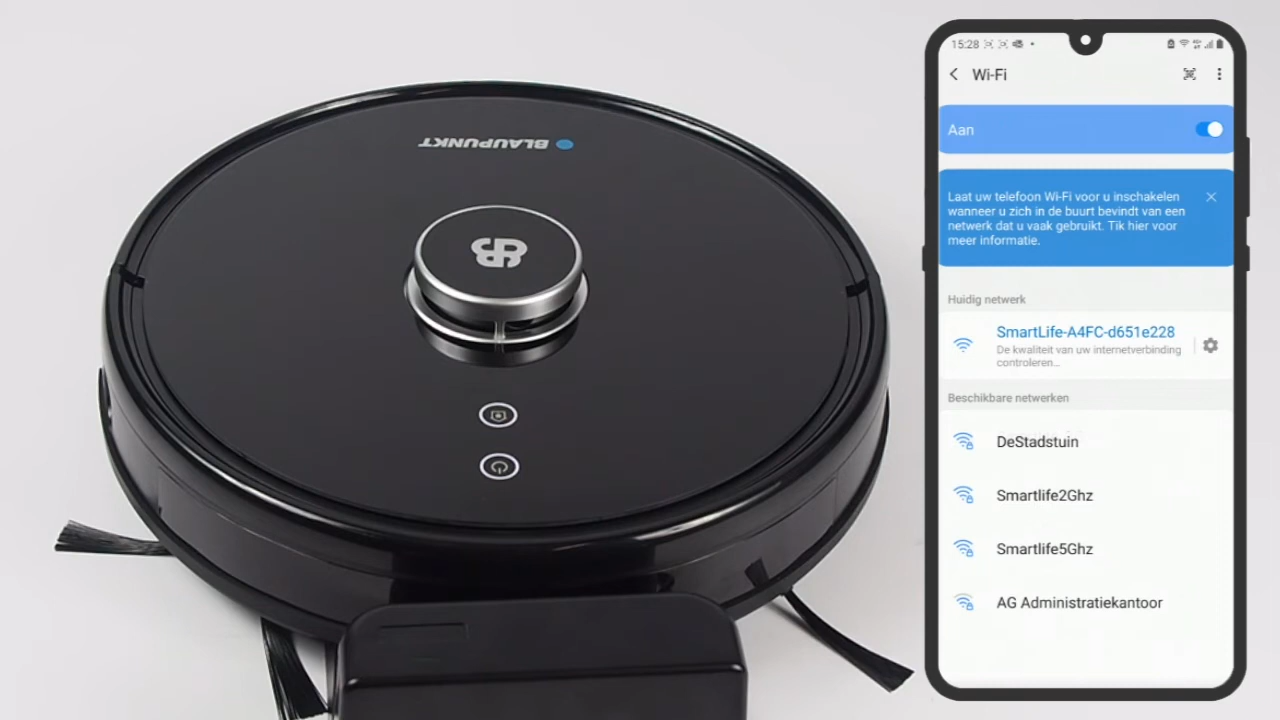 BLAUPUNKT
15:28
Wi-Fi
Aan
Laat uw telefoon Wi-Fi voor u inschakelen
wanneer u zich in de buurt bevindt van een
netwerk dat u vaak gebruikt. Tik hier voor
meer informatie.
Huidig netwerk
SmartLife-A4FC-d651e228
De kwaliteit van uw internetverbinding
controleren...
Beschikbare netwerken
DeStadstuin
Smartlife2Ghz
Smartlife5Ghz
AG Administratiekantoor